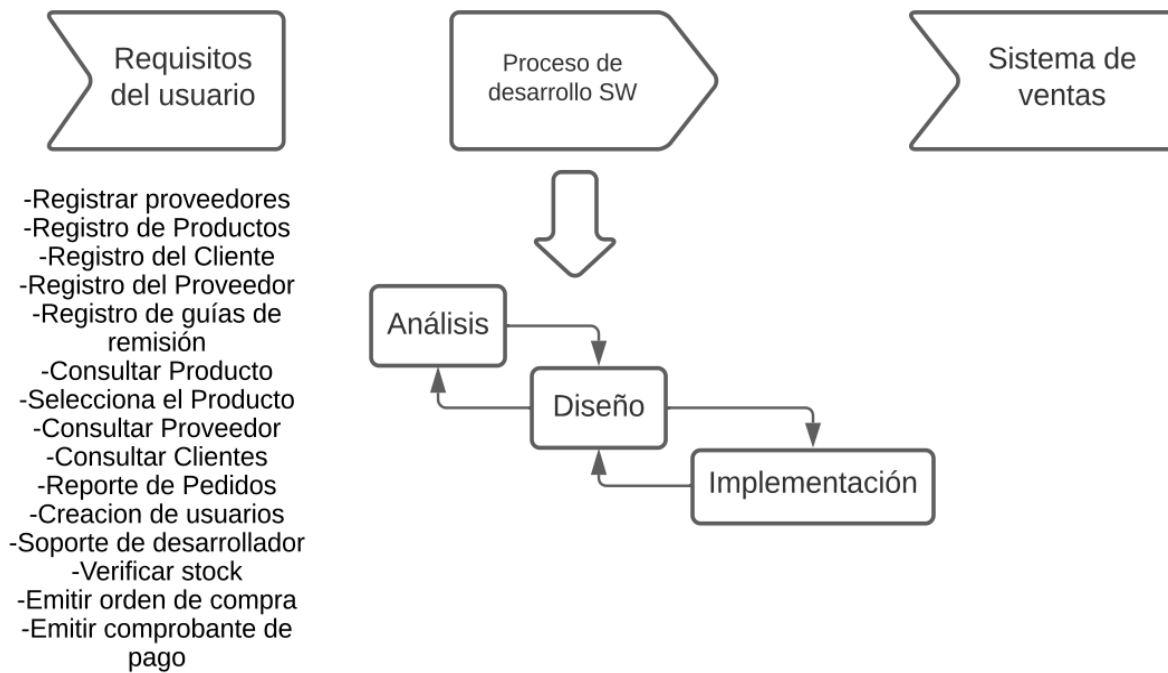 Requisitos
del usuario
Proceso de
desarrollo SW
Sistema de
ventas
-Registrar proveedores
-Registro de Productos
-Registro del Cliente
-Registro del Proveedor
-Registro de guías de
remisión
-Consultar Producto
-Selecciona el Producto
-Consultar Proveedor
-Consultar Clientes
-Reporte de Pedidos
-Creacion de usuarios
-Soporte de desarrollador
-Verificar stock
-Emitir orden de compra
-Emitir comprobante de
pago
Análisis
Diseño
Implementación